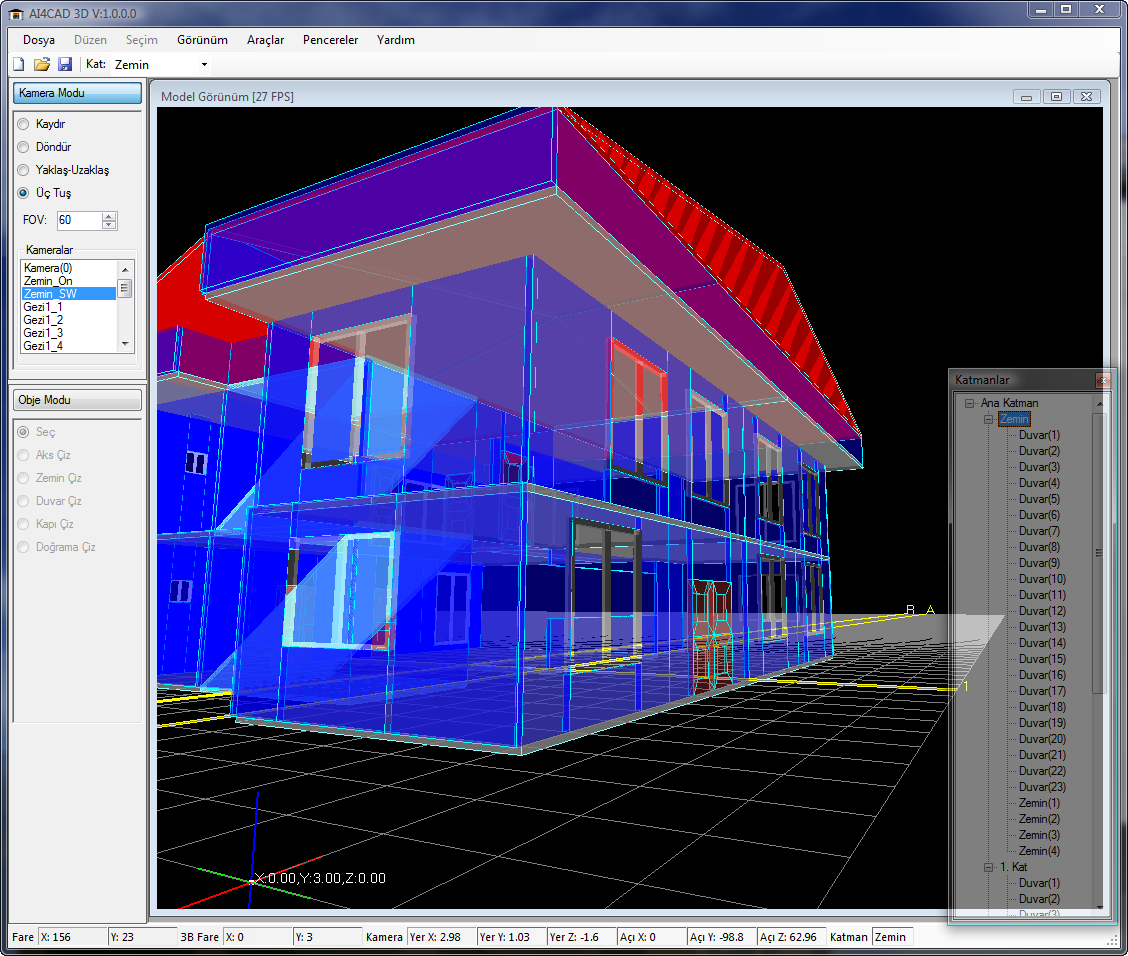 AI4CAD 3D V:1.0.0.0
Dosya Düzen Seçim Görünüm Araçlar Pencereler Yardım
Kat: Zemin
Kamera Modu
Kaydır
Döndür
Yaklaş-Uzaklaş
Üç Tuş
FOV: 60
Kameralar
Kamera(0)
Zemin_On
Zemin_SW
Gezi1_1
Gezi1_2
Gezi1_3
Gezi1_4
Obje Modu
Seç
Aks Çiz
Zemin Çiz
Duvar Çiz
Kapı Çiz
Doğrama Çiz
Model Görünüm [27 FPS]
B A
1
X:0.00,Y:3.00,Z:0.00
Katmanlar
Ana Katman
Zemin
Duvar(1)
Duvar(2)
Duvar(3)
Duvar(4)
Duvar(5)
Duvar(6)
Duvar(7)
Duvar(8)
Duvar(9)
Duvar(10)
Duvar(11)
Duvar(12)
Duvar(13)
Duvar(14)
Duvar(15)
Duvar(16)
Duvar(17)
Duvar(18)
Duvar(19)
Duvar(20)
Duvar(21)
Duvar(22)
Duvar(23)
Zemin(1)
Zemin(2)
Zemin(3)
Zemin(4)
1. Kat
Duvar(1)
Duvar(2)
Duvar(3)
Fare X: 156 Y: 23 3B Fare X: 0 Y: 3 Kamera Yer X: 2.98 Yer Y: 1.03 Yer Z: -1.6 Açı X: 0 Açı Y: -98.8 Açı Z: 62.96 Katman Zemin